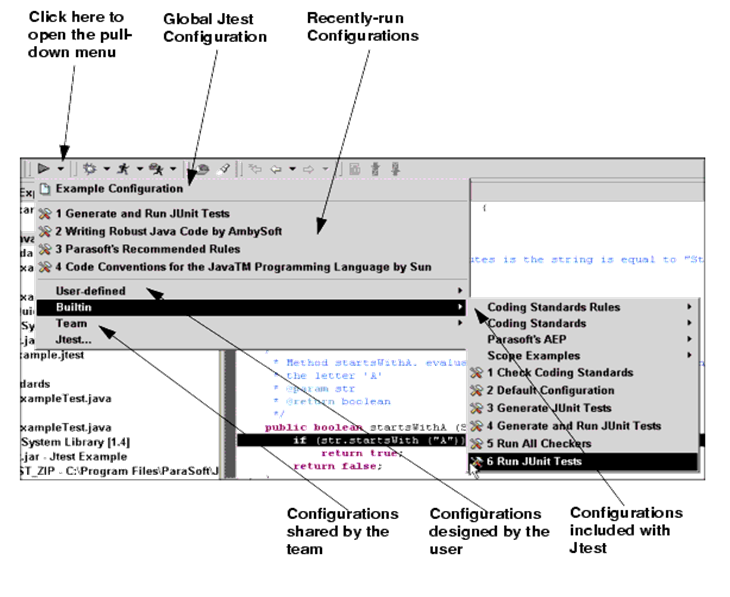 Click here to
open the pull-
down menu
Global Jtest
Configuration
Recently-run
Configurations
Example Configuration
1 Generate and Run JUnit Tests
2 Writing Robust Java Code by AmbySoft
3 Parasoft's Recommended Rules
4 Code Conventions for the JavaTM Programming Language by Sun
User-defined
Builtin
Team
Jtest...
{
utes is the string is equal to "St
Coding Standards Rules
Coding Standards
Parasoft's AEP
Scope Examples
1 Check Coding Standards
2 Default Configuration
3 Generate JUnit Tests
4 Generate and Run JUnit Tests
5 Run All Checkers
6 Run JUnit Tests
ample.jtest
dards
xampleTest.java
xampleTest.java
System Library [1.4]
.jar - Jtest Example
ST_ZIP - C:\Program Files\ParaSoft\J
* Method startsWithA. evalua
* the letter 'A'
* @param str
* @return boolean
*/
public boolean startsWithA (S
if (str.startsWith ("A"))
return true;
return false;
Configurations
shared by the
team
Configurations
designed by the
user
Configurations
included with
Jtest